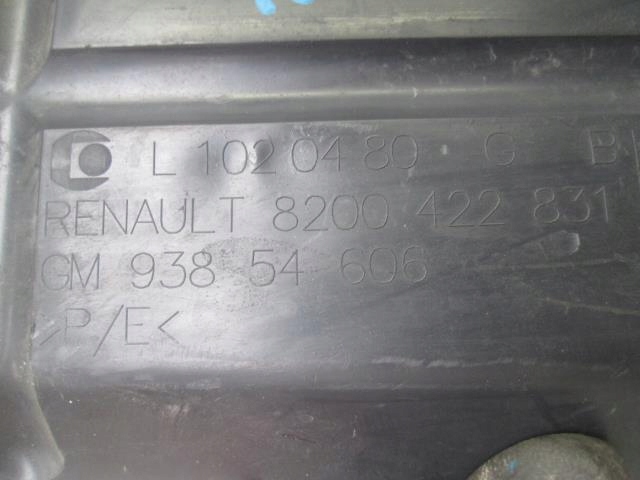 L 102 04 80 G B
RENAULT 8200 422 831
GM 938 54 606
>P/E<